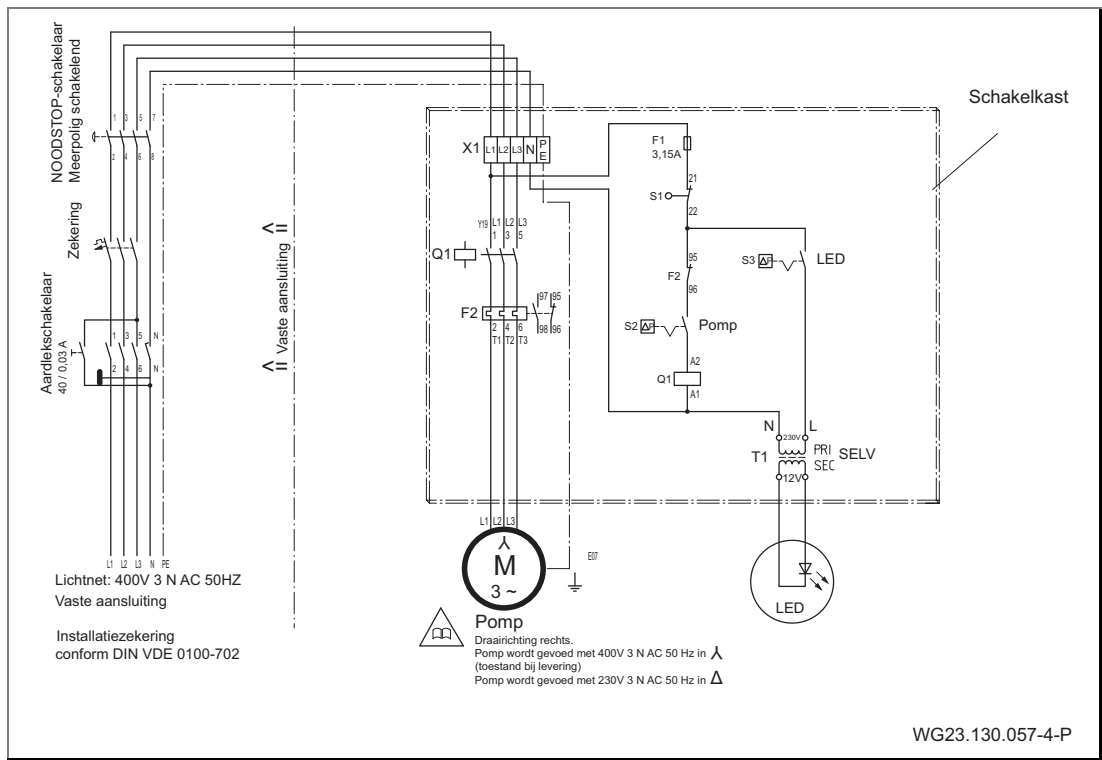 NOODSTOP-schakelaar
Meerpolig schakelend
1 3 5 7
2 4 6 8
Zekering
Aardlekschakelaar
40 / 0,03 A
1 3 5 N
2 4 6 N
L1 L2 L3 N PE
Lichtnet: 400V 3 N AC 50HZ
Vaste aansluiting
Installatiezekering
conform DIN VDE 0100-702
Vaste aansluiting
Schakelkast
X1 L1 L2 L3 N PE
Y19 L1 L2 L3
1 3 5
Q1
F2
97 95
98 96
2 4 6
T1 T2 T3
F1
3,15A
21
S1
22
95
F2
96
S2 ΔP Pomp
A2
Q1
A1
S3 ΔP LED
N L
230V
T1 PRI SELV
SEC
12V
LED
L1 L2 L3
M
3 ~
E07
Pomp
Draairichting rechts.
Pomp wordt gevoed met 400V 3 N AC 50 Hz in ⅄
(toestand bij levering)
Pomp wordt gevoed met 230V 3 N AC 50 Hz in Δ
WG23.130.057-4-P